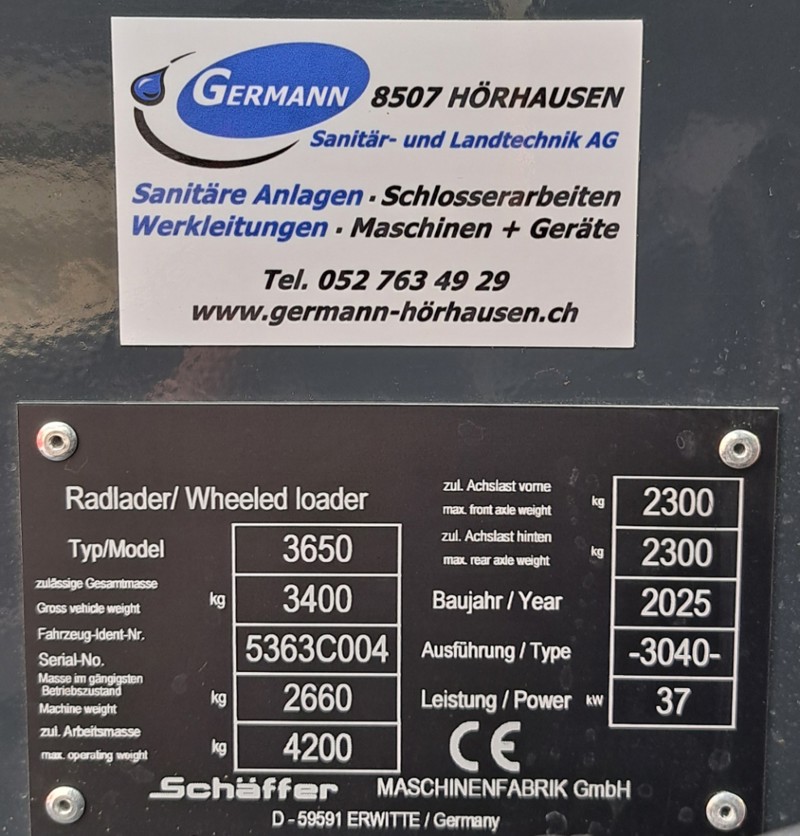 GERMANN 8507 HÖRHAUSEN
Sanitär- und Landtechnik AG
Sanitäre Anlagen · Schlosserarbeiten
Werkleitungen · Maschinen + Geräte
Tel. 052 763 49 29
www.germann-hörhausen.ch
Radlader/ Wheeled loader
Typ/Model 3650
zulässige Gesamtmasse
Gross vehicle weight kg 3400
Fahrzeug-Ident-Nr.
Serial-No. 5363C004
Masse im gängigsten
Betriebszustand
Machine weight kg 2660
zul. Arbeitsmasse
max. operating weight kg 4200
zul. Achslast vorne
max. front axle weight kg 2300
zul. Achslast hinten
max. rear axle weight kg 2300
Baujahr / Year 2025
Ausführung / Type -3040-
Leistung / Power kW 37
CE
Schäffer MASCHINENFABRIK GmbH
D - 59591 ERWITTE / Germany